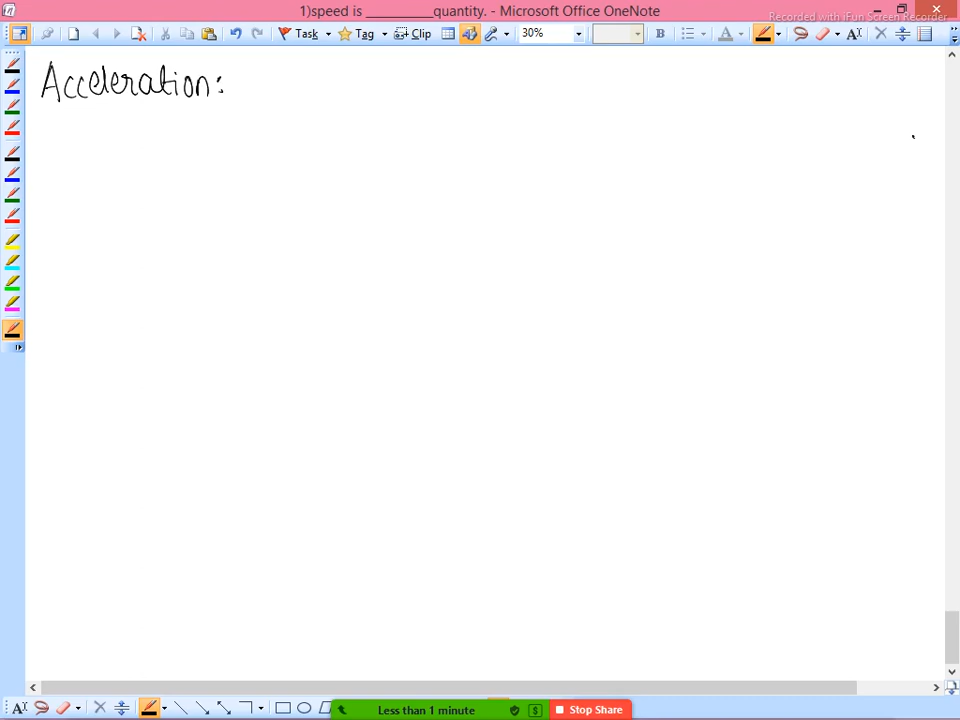 1)speed is __________quantity. - Microsoft Office OneNote
Recorded with iFun Screen Recorder
Task Tag Clip 30% B A
Acceleration:
Less than 1 minute Stop Share